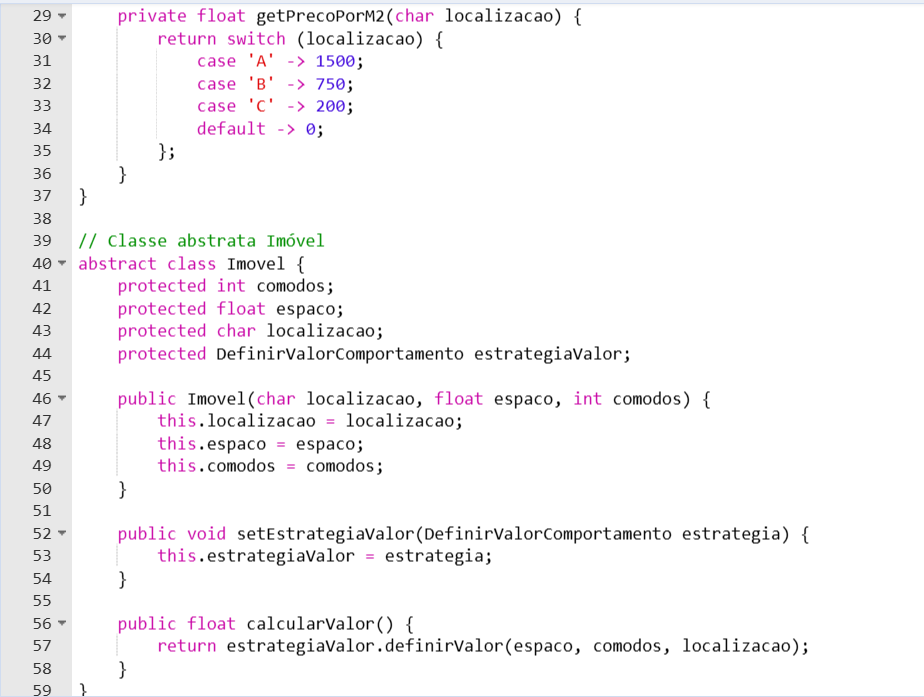 29 private float getPrecoPorM2(char localizacao) {
30 return switch (localizacao) {
31 case 'A' -> 1500;
32 case 'B' -> 750;
33 case 'C' -> 200;
34 default -> 0;
35 };
36 }
37 }
38
39 // Classe abstrata Imóvel
40 abstract class Imovel {
41 protected int comodos;
42 protected float espaco;
43 protected char localizacao;
44 protected DefinirValorComportamento estrategiaValor;
45
46 public Imovel(char localizacao, float espaco, int comodos) {
47 this.localizacao = localizacao;
48 this.espaco = espaco;
49 this.comodos = comodos;
50 }
51
52 public void setEstrategiaValor(DefinirValorComportamento estrategia) {
53 this.estrategiaValor = estrategia;
54 }
55
56 public float calcularValor() {
57 return estrategiaValor.definirValor(espaco, comodos, localizacao);
58 }
59 }